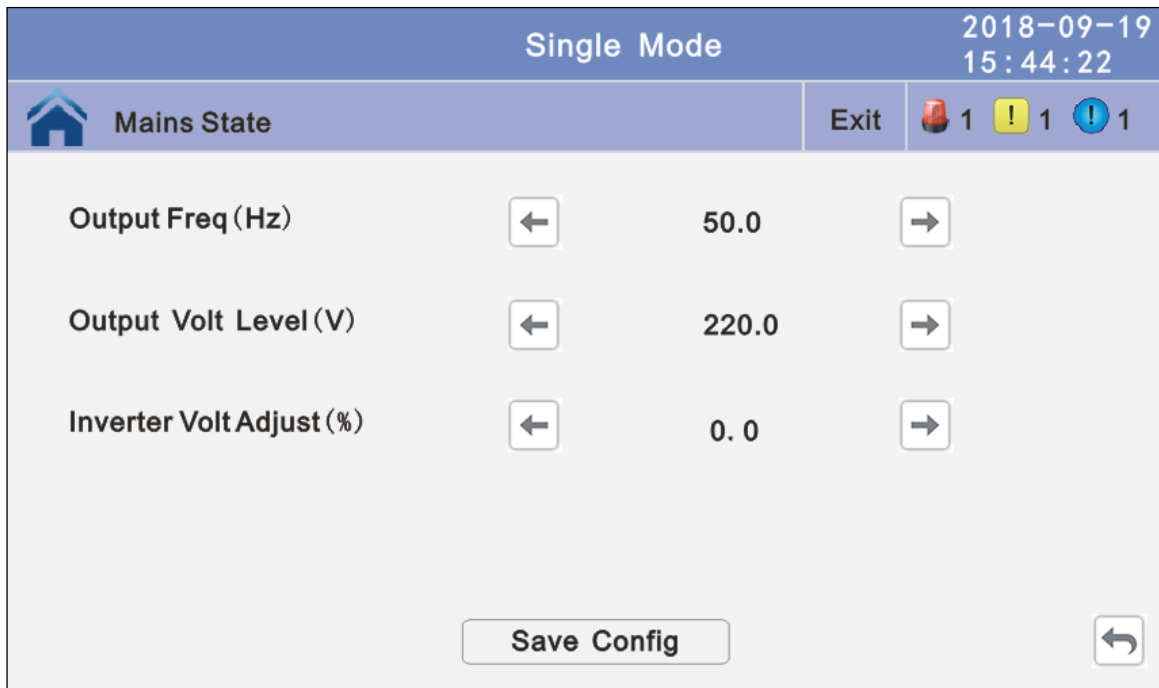 Single Mode
2018-09-19
15:44:22
Mains State
Exit
1
! 1
! 1
Output Freq(Hz)
50.0
Output Volt Level(V)
220.0
Inverter Volt Adjust(%)
0.0
Save Config